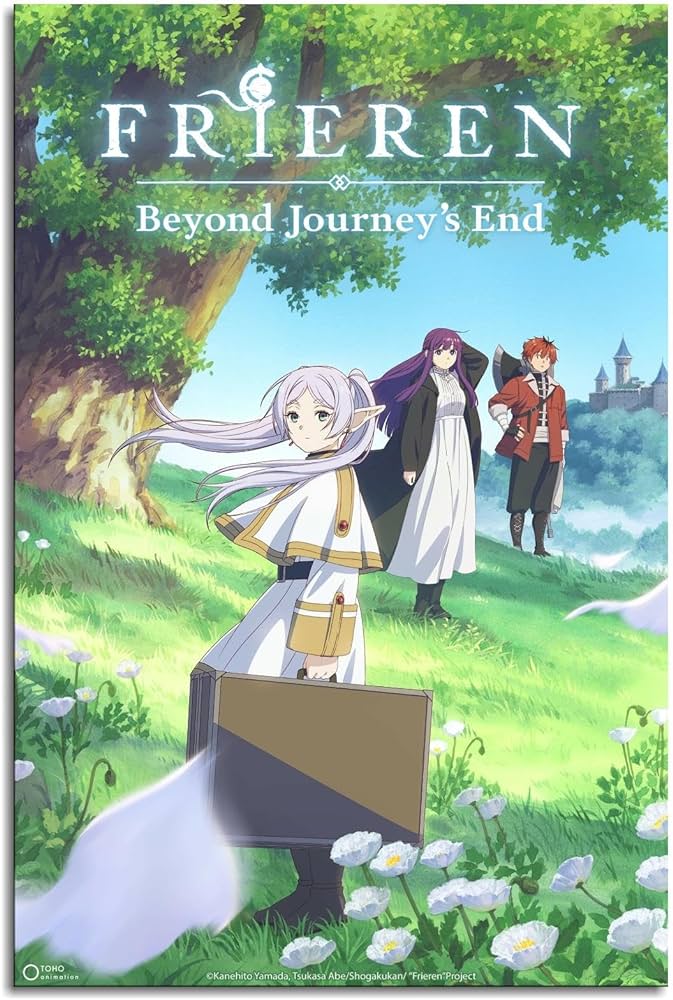 FRIEREN
Beyond Journey's End
TOHO
animation
©Kanehito Yamada, Tsukasa Abe/Shogakukan/ "Frieren"Project